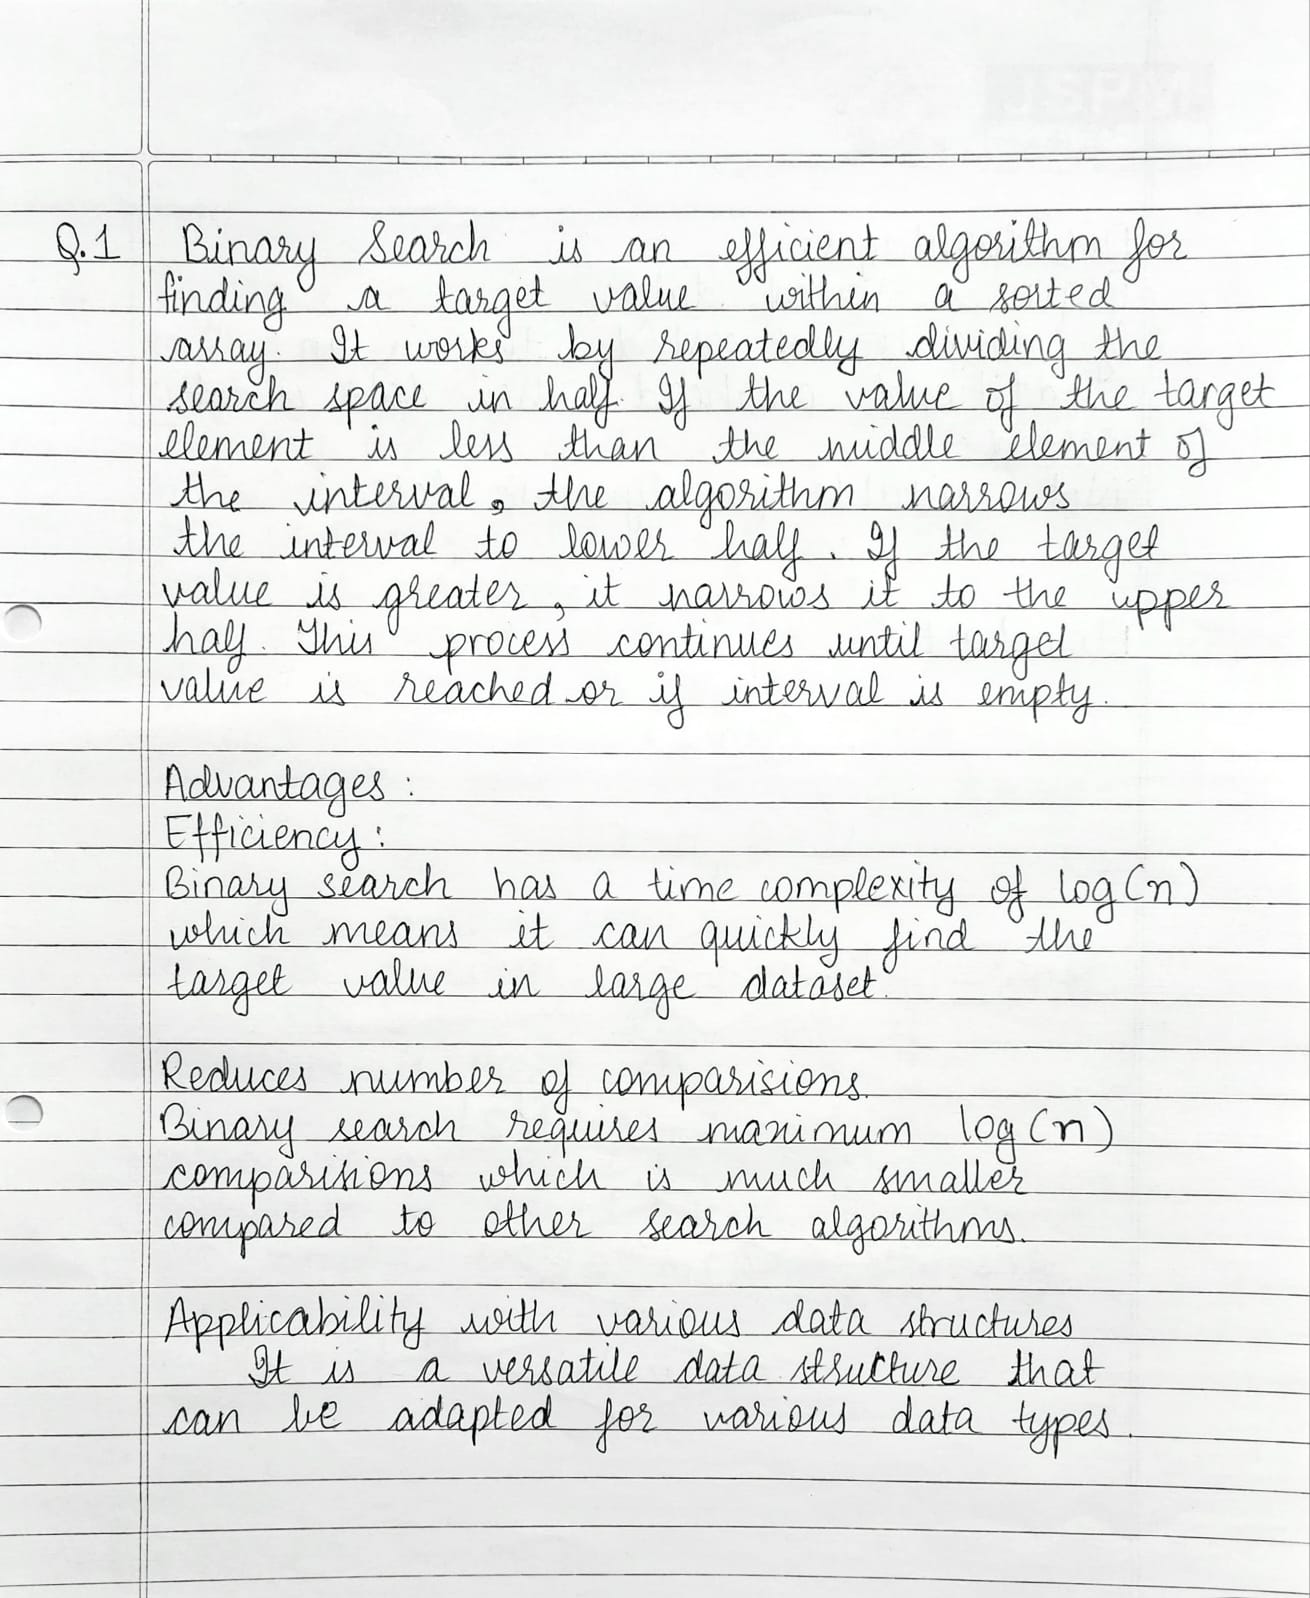 Q.1 Binary Search is an efficient algorithm for
finding a target value within a sorted
array. It works by repeatedly dividing the
search space in half. If the value of the target
element is less than the middle element of
the interval, the algorithm narrows
the interval to lower half. If the target
value is greater, it narrows it to the upper
half. This process continues until target
value is reached or if interval is empty.
Advantages :
Efficiency :
Binary search has a time complexity of log(n)
which means it can quickly find the
target value in large dataset.
Reduces number of comparisions.
Binary search requires maximum log(n)
comparisions which is much smaller
compared to other search algorithms.
Applicability with various data structures
It is a versatile data structure that
can be adapted for various data types.